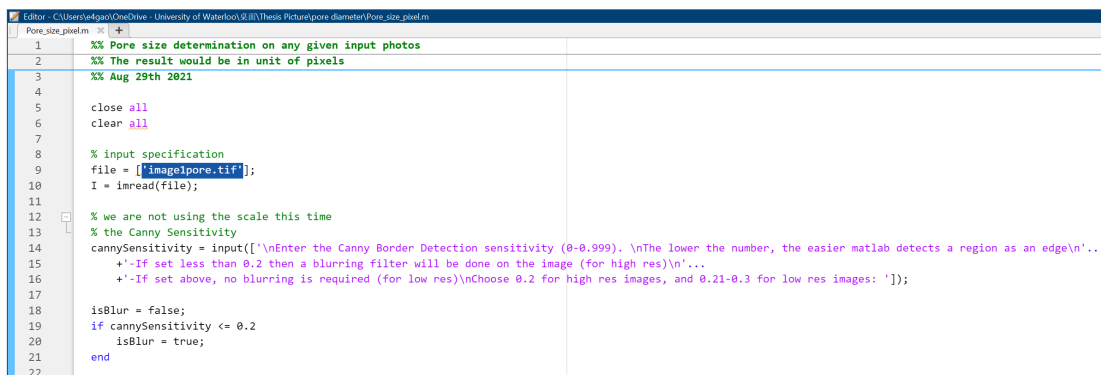 Editor - C:\Users\e4gao\OneDrive - University of Waterloo\桌面\Thesis Picture\pore diameter\Pore_size_pixel.m
Pore_size_pixel.m × +
1 %% Pore size determination on any given input photos
2 %% The result would be in unit of pixels
3 %% Aug 29th 2021
4
5 close all
6 clear all
7
8 % input specification
9 file = ['image1pore.tif'];
10 I = imread(file);
11
12 % we are not using the scale this time
13 % the Canny Sensitivity
14 cannySensitivity = input(['\nEnter the Canny Border Detection sensitivity (0-0.999). \nThe lower the number, the easier matlab detects a region as an edge\n'..
15 +'-If set less than 0.2 then a blurring filter will be done on the image (for high res)\n'...
16 +'-If set above, no blurring is required (for low res)\nChoose 0.2 for high res images, and 0.21-0.3 for low res images: ']);
17
18 isBlur = false;
19 if cannySensitivity <= 0.2
20 isBlur = true;
21 end
22